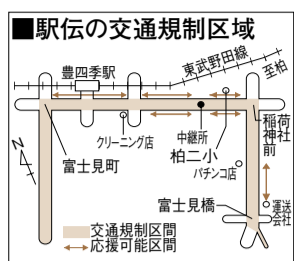 ■駅伝の交通規制区域
東武野田線
至柏
豊四季駅
クリーニング店
中継所
柏二小
稲荷神社前
パチンコ店
富士見町
N
富士見橋
運送会社
交通規制区間
応援可能区間